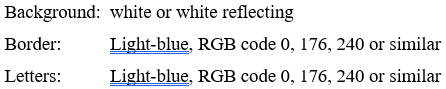 Background: white or white reflecting
Border: Light-blue, RGB code 0, 176, 240 or similar
Letters: Light-blue, RGB code 0, 176, 240 or similar